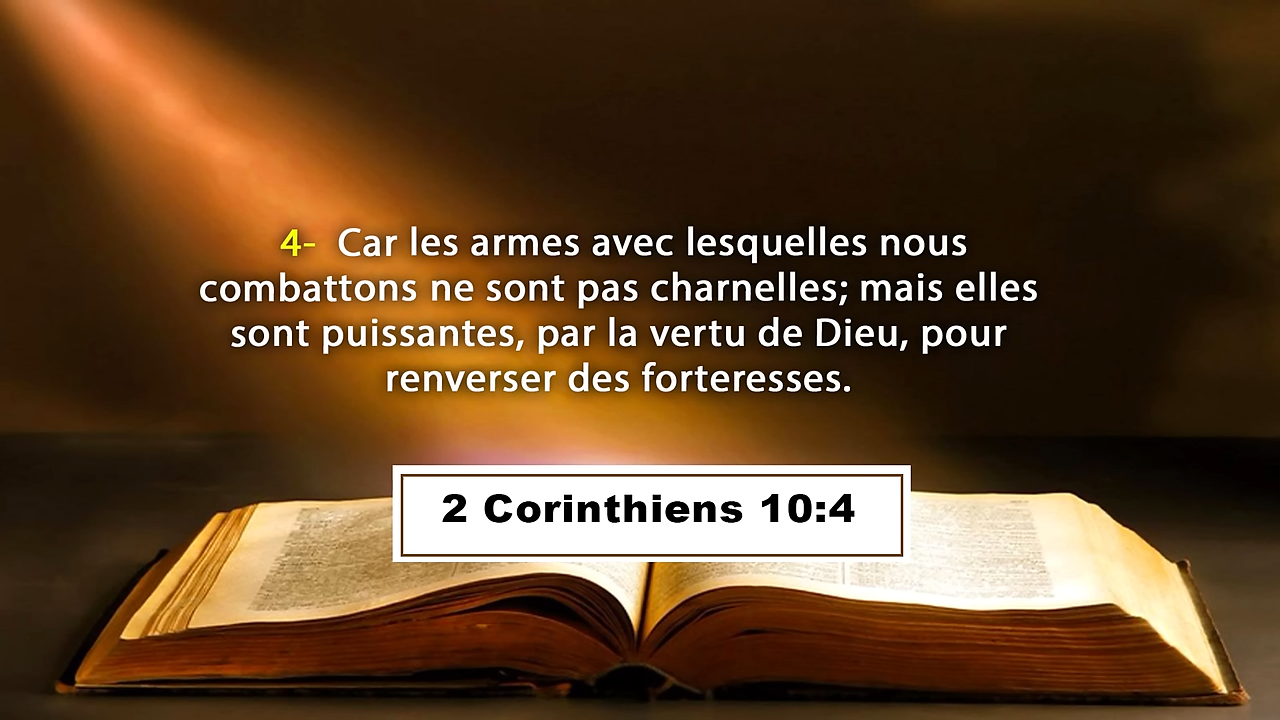 4- Car les armes avec lesquelles nous
combattons ne sont pas charnelles; mais elles
sont puissantes, par la vertu de Dieu, pour
renverser des forteresses.
2 Corinthiens 10:4